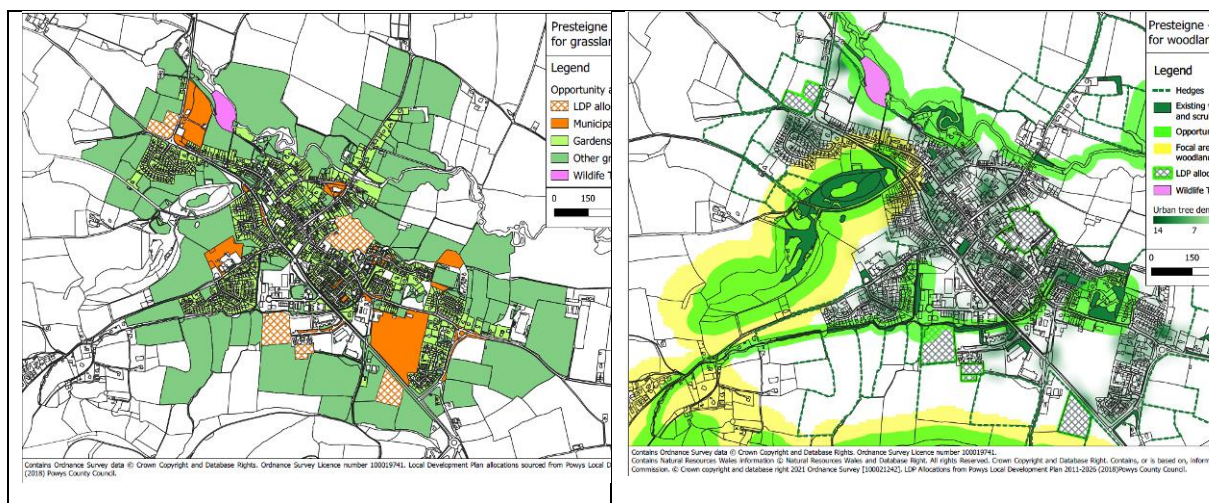 Presteigne
for grassla
Legend
Opportunity a
LDP allo
Municipa
Gardens
Other gr
Wildlife T
0 150
Contains Ordnance Survey data © Crown Copyright and Database Rights. Ordnance Survey Licence number 100019741. Local Development Plan allocations sourced from Powys Local D
(2018) Powys County Council.
Presteigne -
for woodlan
Legend
Hedges
Existing
and scru
Opportu
Focal are
woodlan
LDP alloc
Wildlife T
Urban tree den
14 7
0 150
Contains Ordnance Survey data © Crown Copyright and Database Rights. Ordnance Survey Licence number 100019741.
Contains Natural Resources Wales information © Natural Resources Wales and Database Right. All rights Reserved. Crown Copyright and Database Right. Contains, or is based on, inform
Commission. © Crown copyright and database right 2021 Ordnance Survey [100021242]. LDP Allocations from Powys Local Development Plan 2011-2026 (2018)Powys County Council.